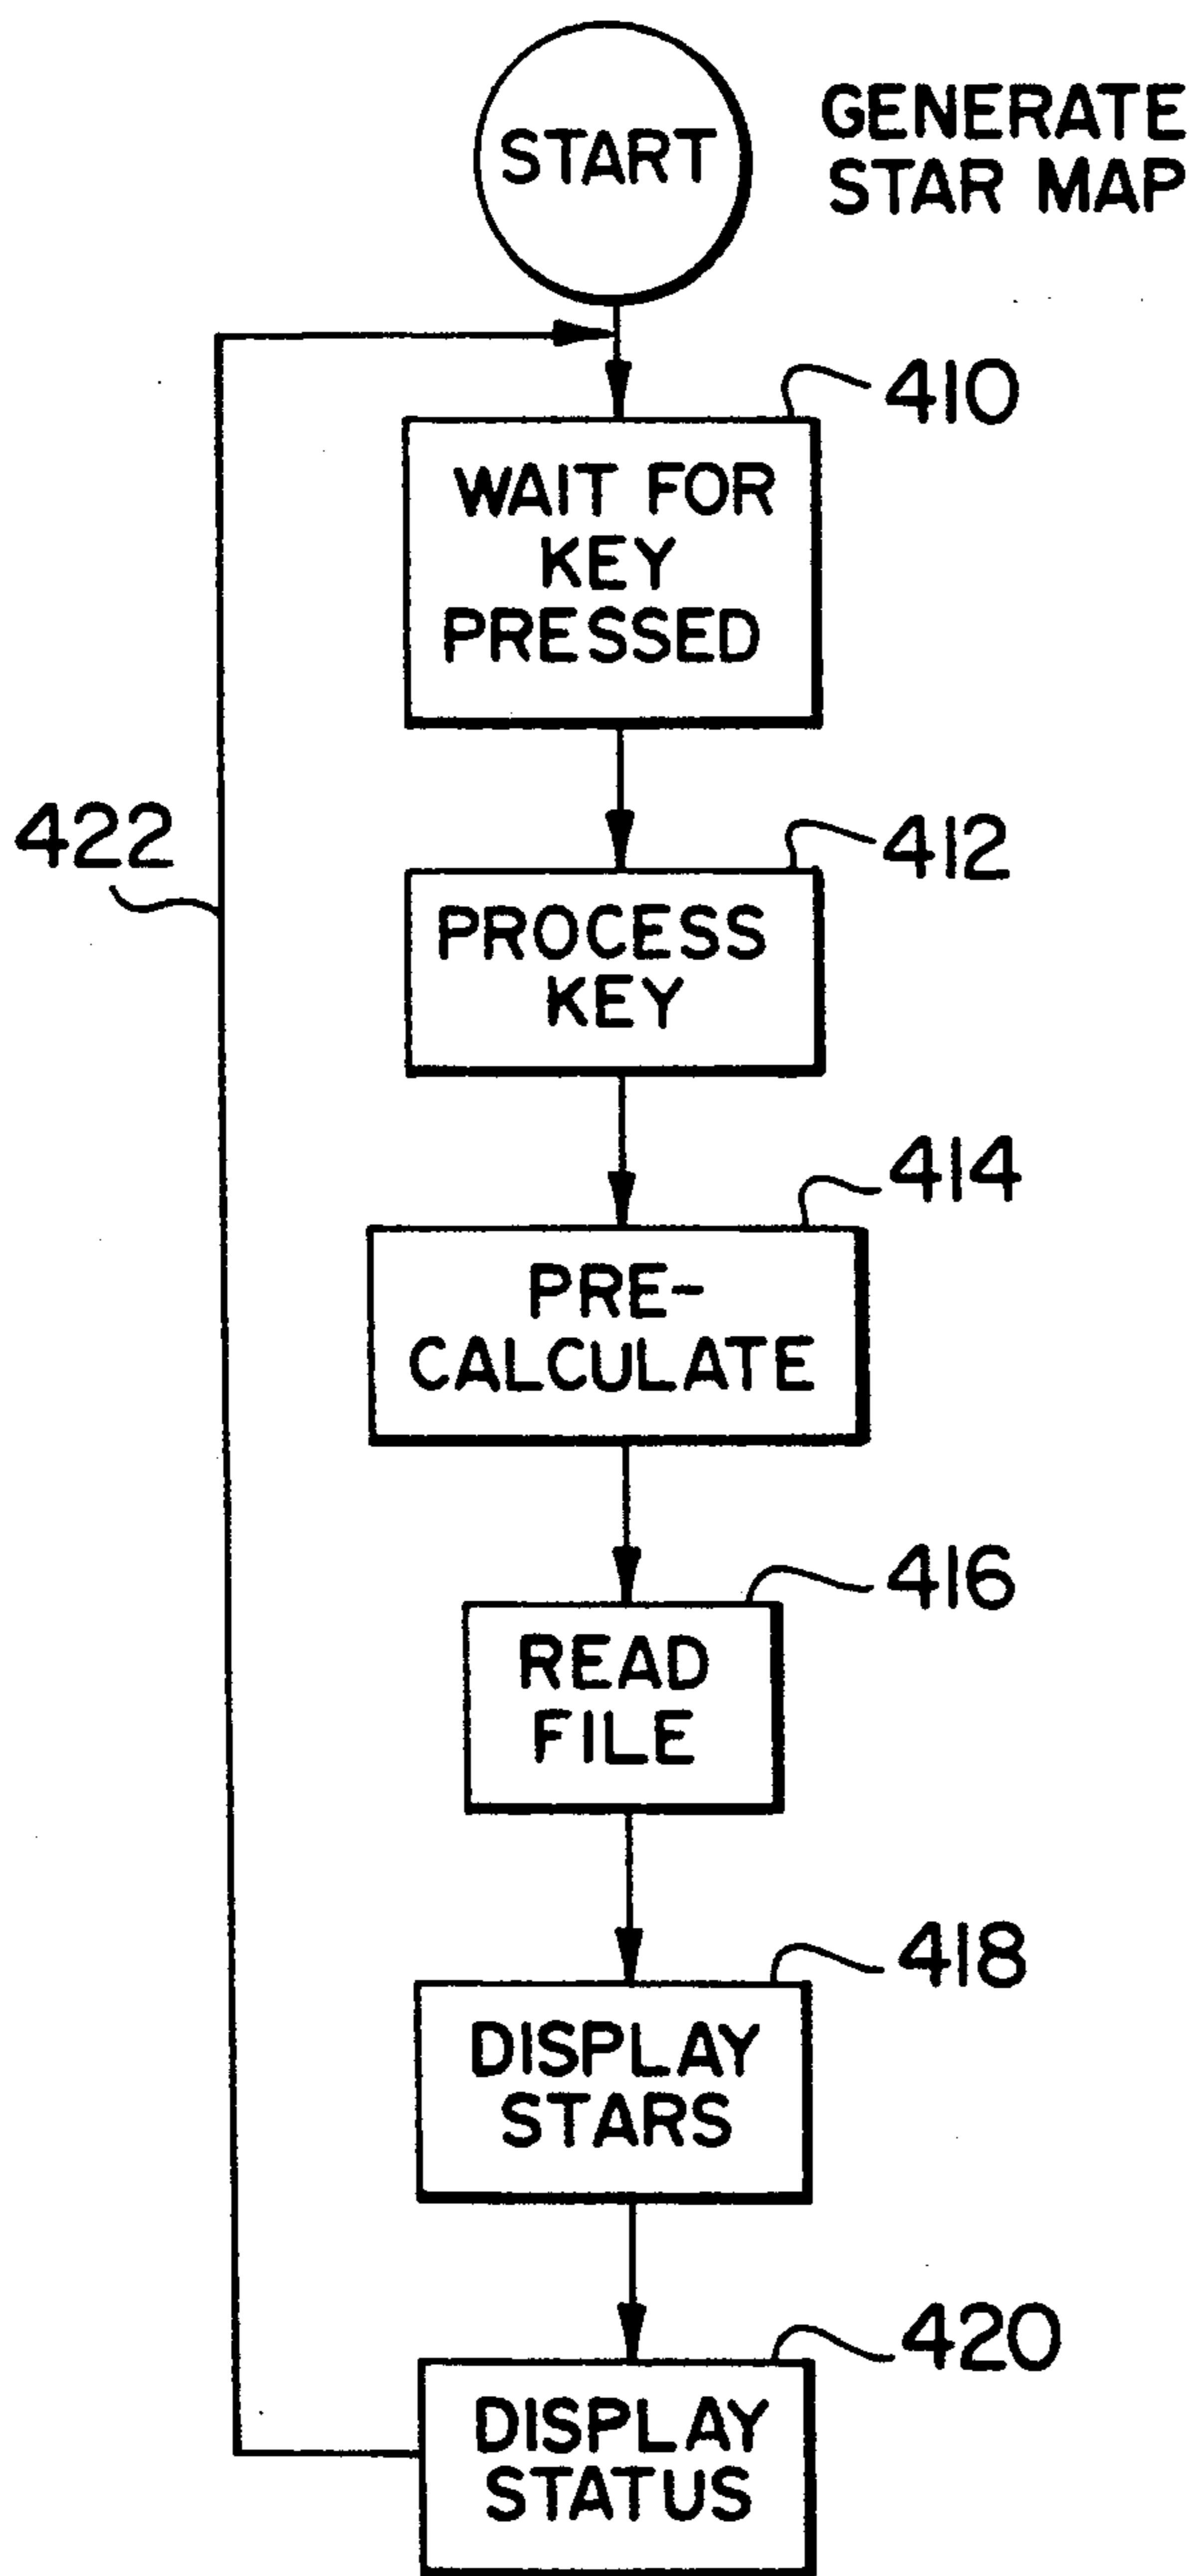 START
GENERATE
STAR MAP
410
WAIT FOR
KEY
PRESSED
422
412
PROCESS
KEY
414
PRE-
CALCULATE
416
READ
FILE
418
DISPLAY
STARS
420
DISPLAY
STATUS